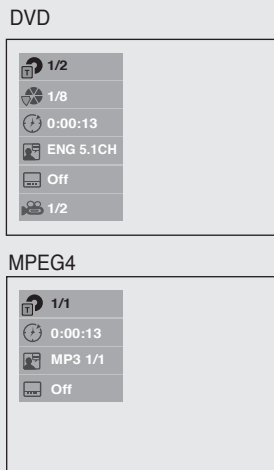 DVD
T 1/2
1/8
0:00:13
ENG 5.1CH
Off
1/2
MPEG4
T 1/1
0:00:13
MP3 1/1
Off